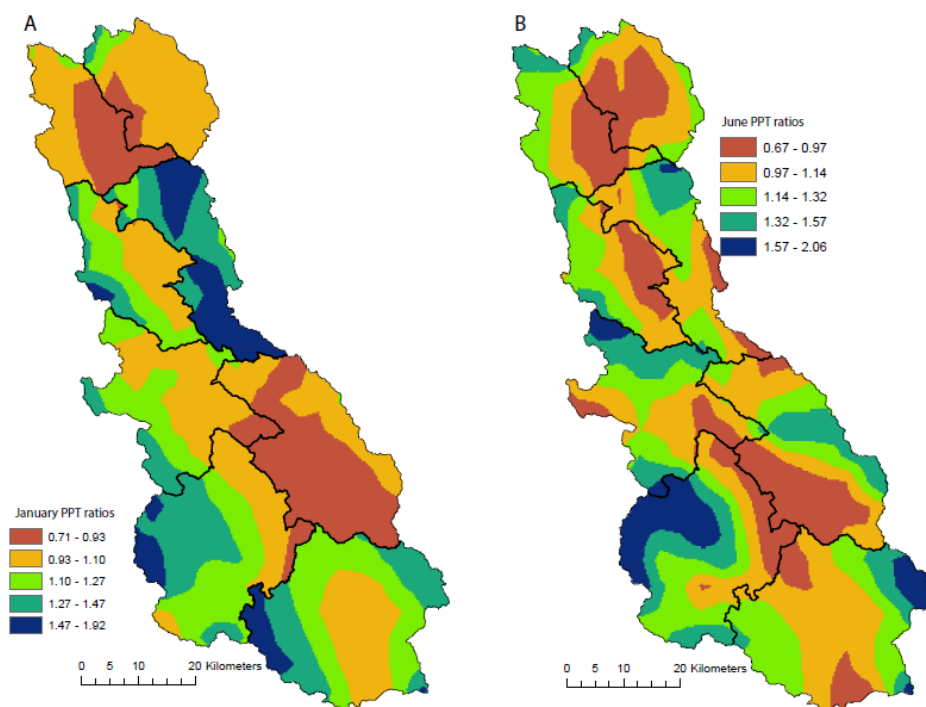 A
B
June PPT ratios
0.67 - 0.97
0.97 - 1.14
1.14 - 1.32
1.32 - 1.57
1.57 - 2.06
January PPT ratios
0.71 - 0.93
0.93 - 1.10
1.10 - 1.27
1.27 - 1.47
1.47 - 1.92
0 5 10 20 Kilometers
0 5 10 20 Kilometers